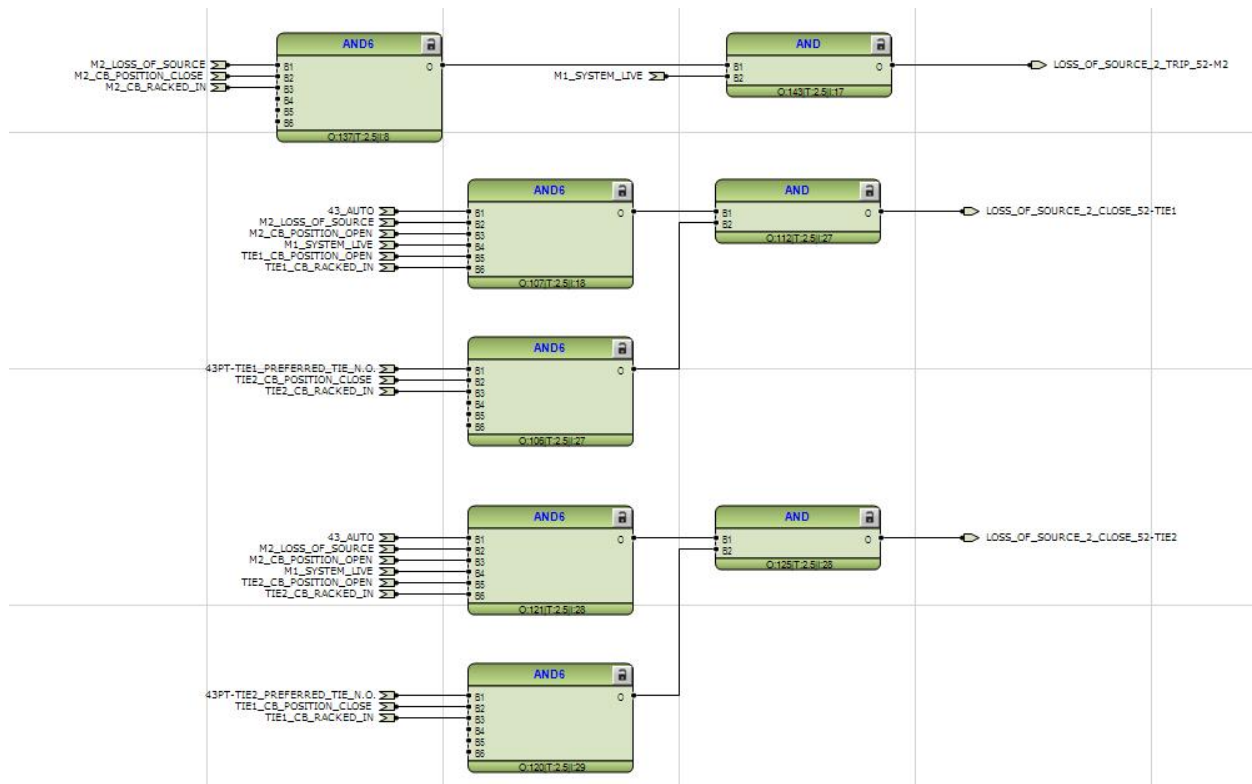 AND6
M2_LOSS_OF_SOURCE
M2_CB_POSITION_CLOSE
M2_CB_RACKED_IN
B1
B2
B3
B4
B5
B6
O
O:137|T:2.5|I:8
M1_SYSTEM_LIVE
AND
B1
B2
O
O:143|T:2.5|I:17
LOSS_OF_SOURCE_2_TRIP_52-M2
43_AUTO
M2_LOSS_OF_SOURCE
M2_CB_POSITION_OPEN
M1_SYSTEM_LIVE
TIE1_CB_POSITION_OPEN
TIE1_CB_RACKED_IN
AND6
B1
B2
B3
B4
B5
B6
O
O:107|T:2.5|I:18
AND
B1
B2
O
O:112|T:2.5|I:27
LOSS_OF_SOURCE_2_CLOSE_52-TIE1
43PT-TIE1_PREFERRED_TIE_N.O.
TIE2_CB_POSITION_CLOSE
TIE2_CB_RACKED_IN
AND6
B1
B2
B3
B4
B5
B6
O
O:106|T:2.5|I:27
43_AUTO
M2_LOSS_OF_SOURCE
M2_CB_POSITION_OPEN
M1_SYSTEM_LIVE
TIE2_CB_POSITION_OPEN
TIE2_CB_RACKED_IN
AND6
B1
B2
B3
B4
B5
B6
O
O:121|T:2.5|I:28
AND
B1
B2
O
O:125|T:2.5|I:28
LOSS_OF_SOURCE_2_CLOSE_52-TIE2
43PT-TIE2_PREFERRED_TIE_N.O.
TIE1_CB_POSITION_CLOSE
TIE1_CB_RACKED_IN
AND6
B1
B2
B3
B4
B5
B6
O
O:120|T:2.5|I:29